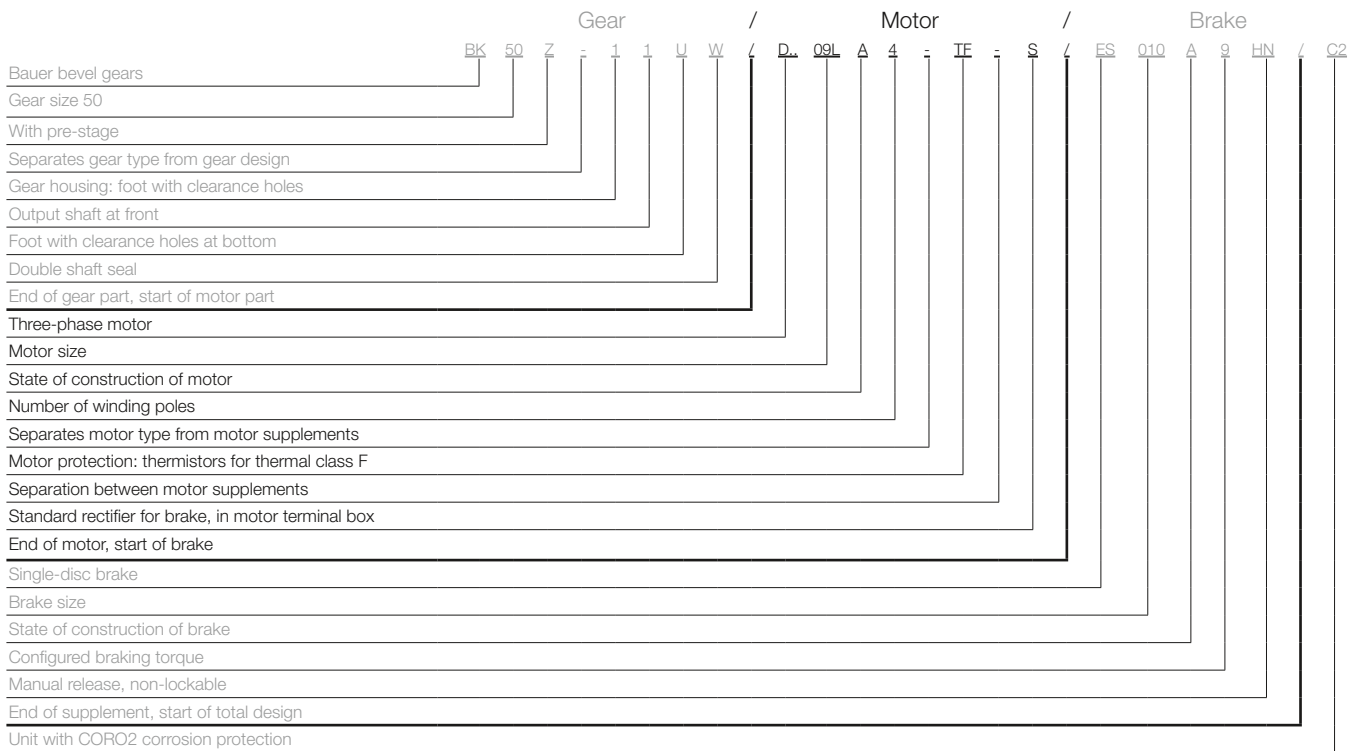 Gear / Motor / Brake
BK 50 Z - 1 1 U W / D.. 09L A 4 - TF - S / ES 010 A 9 HN / C2
Bauer bevel gears
Gear size 50
With pre-stage
Separates gear type from gear design
Gear housing: foot with clearance holes
Output shaft at front
Foot with clearance holes at bottom
Double shaft seal
End of gear part, start of motor part
Three-phase motor
Motor size
State of construction of motor
Number of winding poles
Separates motor type from motor supplements
Motor protection: thermistors for thermal class F
Separation between motor supplements
Standard rectifier for brake, in motor terminal box
End of motor, start of brake
Single-disc brake
Brake size
State of construction of brake
Configured braking torque
Manual release, non-lockable
End of supplement, start of total design
Unit with CORO2 corrosion protection